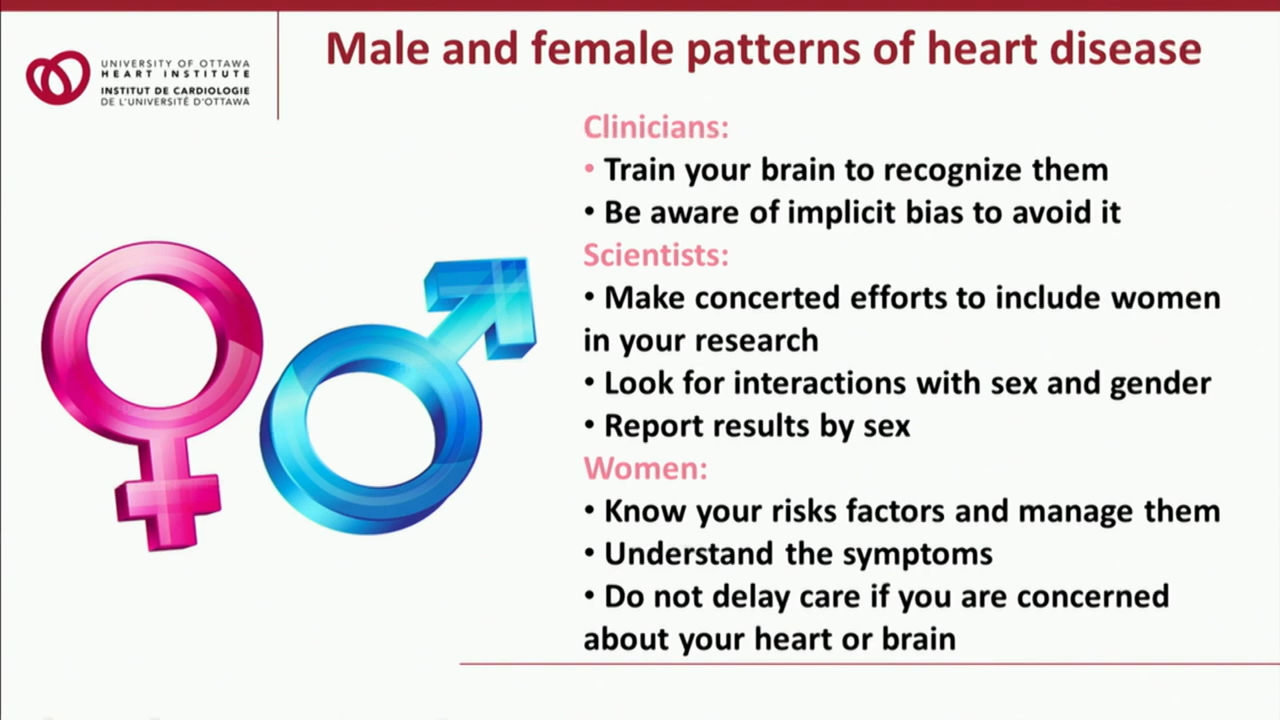 UNIVERSITY OF OTTAWA
HEART INSTITUTE
INSTITUT DE CARDIOLOGIE
DE L'UNIVERSITÉ D'OTTAWA
Male and female patterns of heart disease
Clinicians:
• Train your brain to recognize them
• Be aware of implicit bias to avoid it
Scientists:
• Make concerted efforts to include women
in your research
• Look for interactions with sex and gender
• Report results by sex
Women:
• Know your risks factors and manage them
• Understand the symptoms
• Do not delay care if you are concerned
about your heart or brain